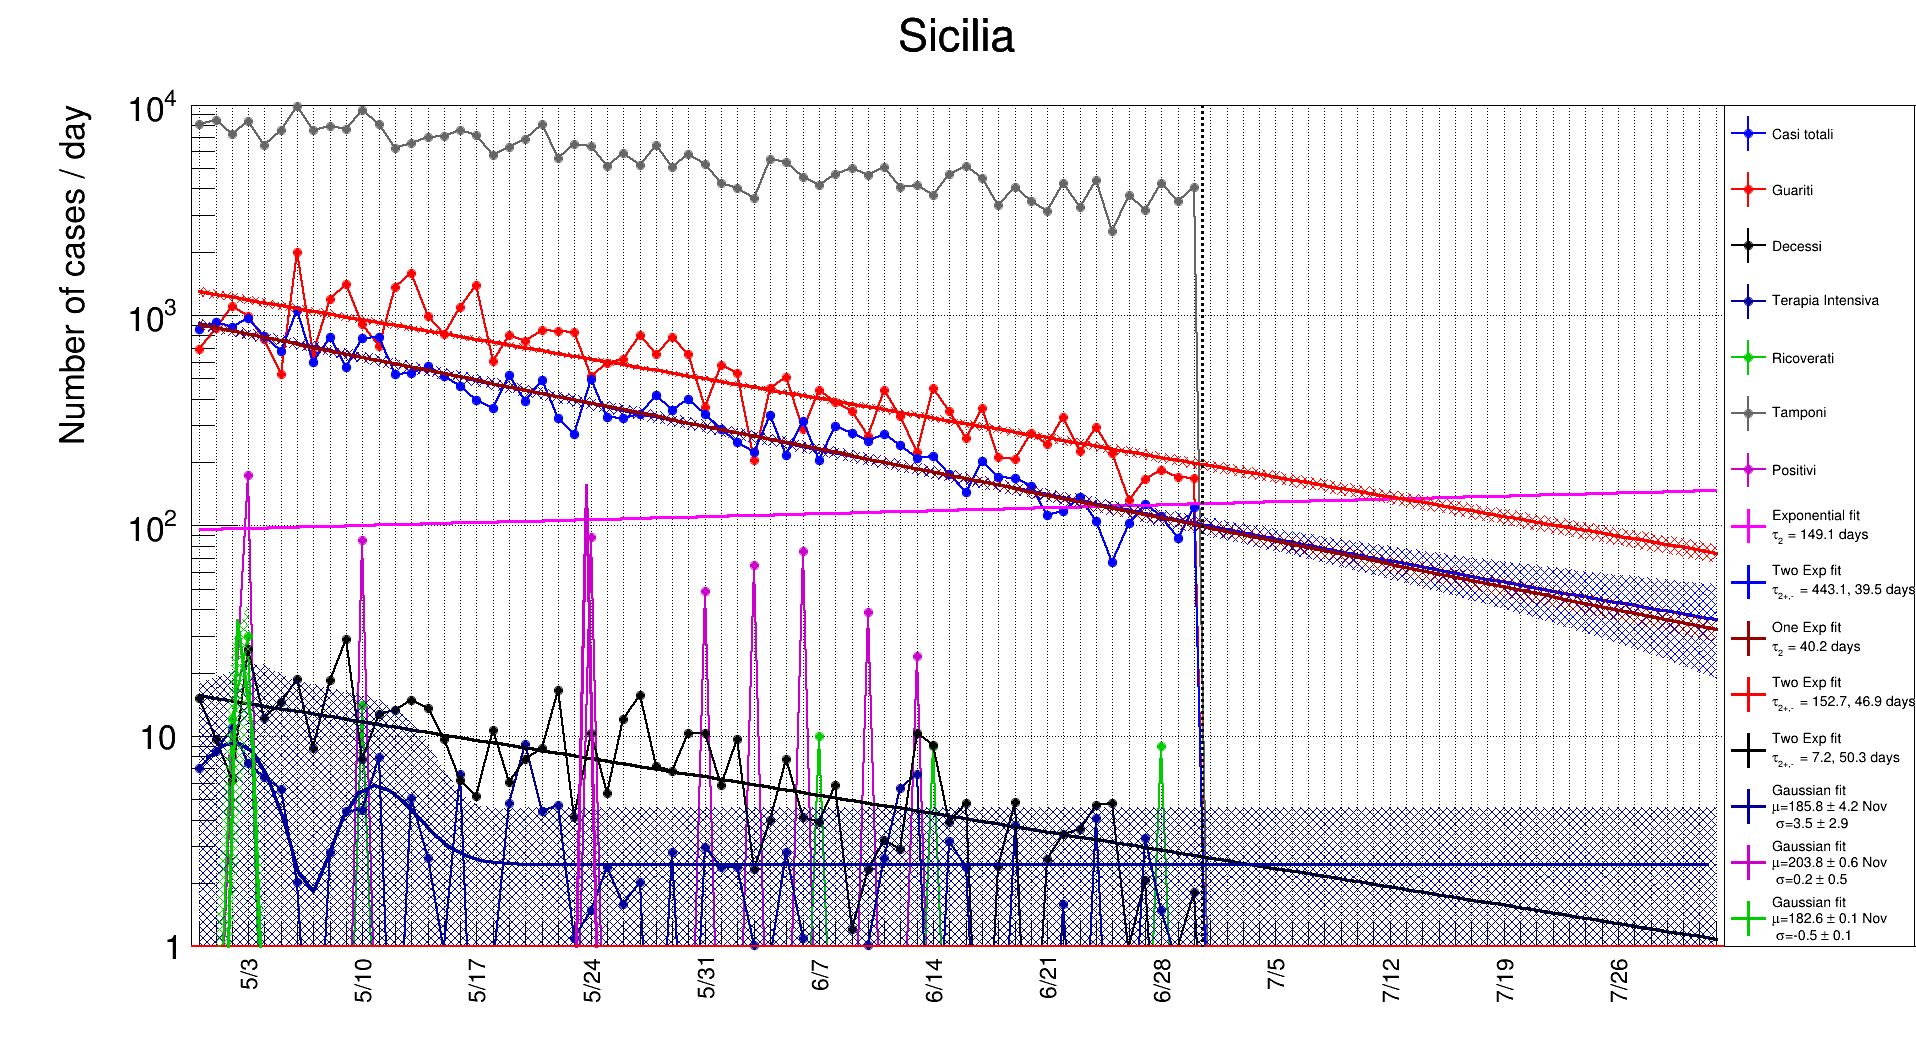 Sicilia
Number of cases / day
10⁴
10³
10²
10
1
5/3
5/10
5/17
5/24
5/31
6/7
6/14
6/21
6/28
7/5
7/12
7/19
7/26
Casi totali
Guariti
Decessi
Terapia Intensiva
Ricoverati
Tamponi
Positivi
Exponential fit
τ₂ = 149.1 days
Two Exp fit
τ₂₊,₋ = 443.1, 39.5 days
One Exp fit
τ₂ = 40.2 days
Two Exp fit
τ₂₊,₋ = 152.7, 46.9 days
Two Exp fit
τ₂₊,₋ = 7.2, 50.3 days
Gaussian fit
μ=185.8 ± 4.2 Nov
σ=3.5 ± 2.9
Gaussian fit
μ=203.8 ± 0.6 Nov
σ=0.2 ± 0.5
Gaussian fit
μ=182.6 ± 0.1 Nov
σ=-0.5 ± 0.1